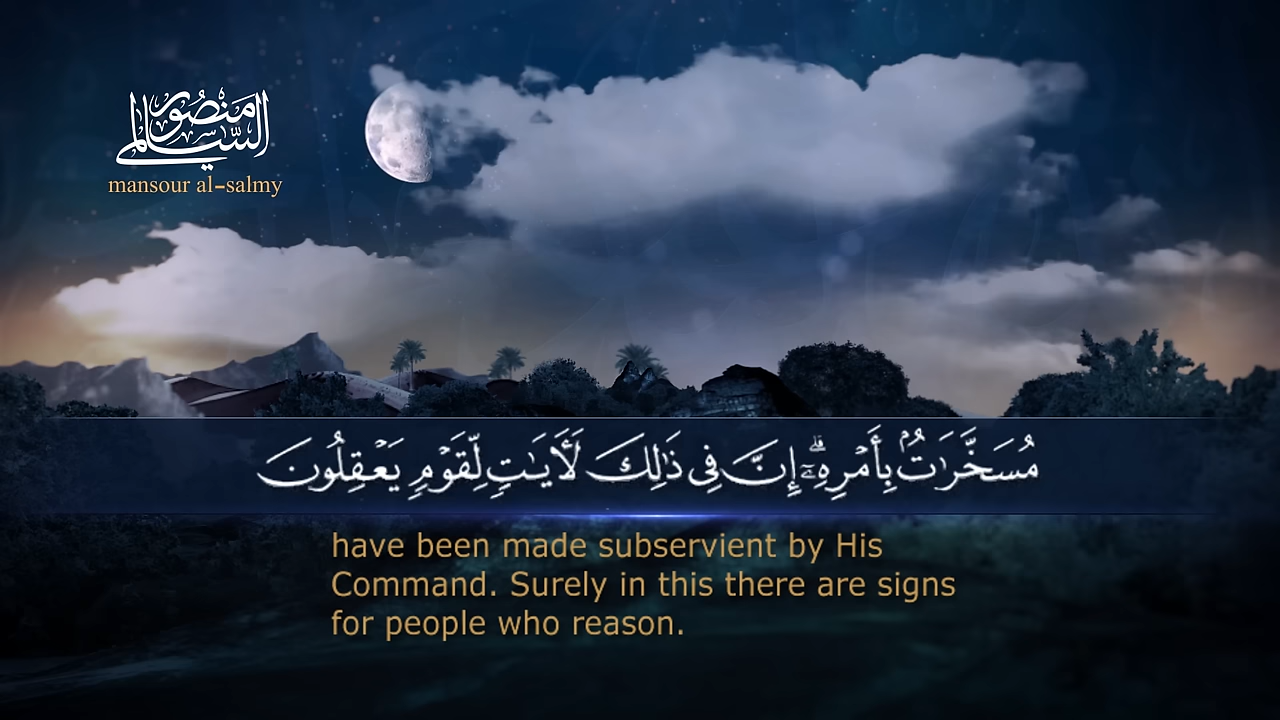 منصور
السالمي
mansour al-salmy
مُسَخَّرَٰتُۢ بِأَمْرِهِۦٓۗ إِنَّ فِى ذَٰلِكَ لَأٓيَـٰتٍ لِّقَوْمٍ يَعْقِلُونَ
have been made subservient by His
Command. Surely in this there are signs
for people who reason.